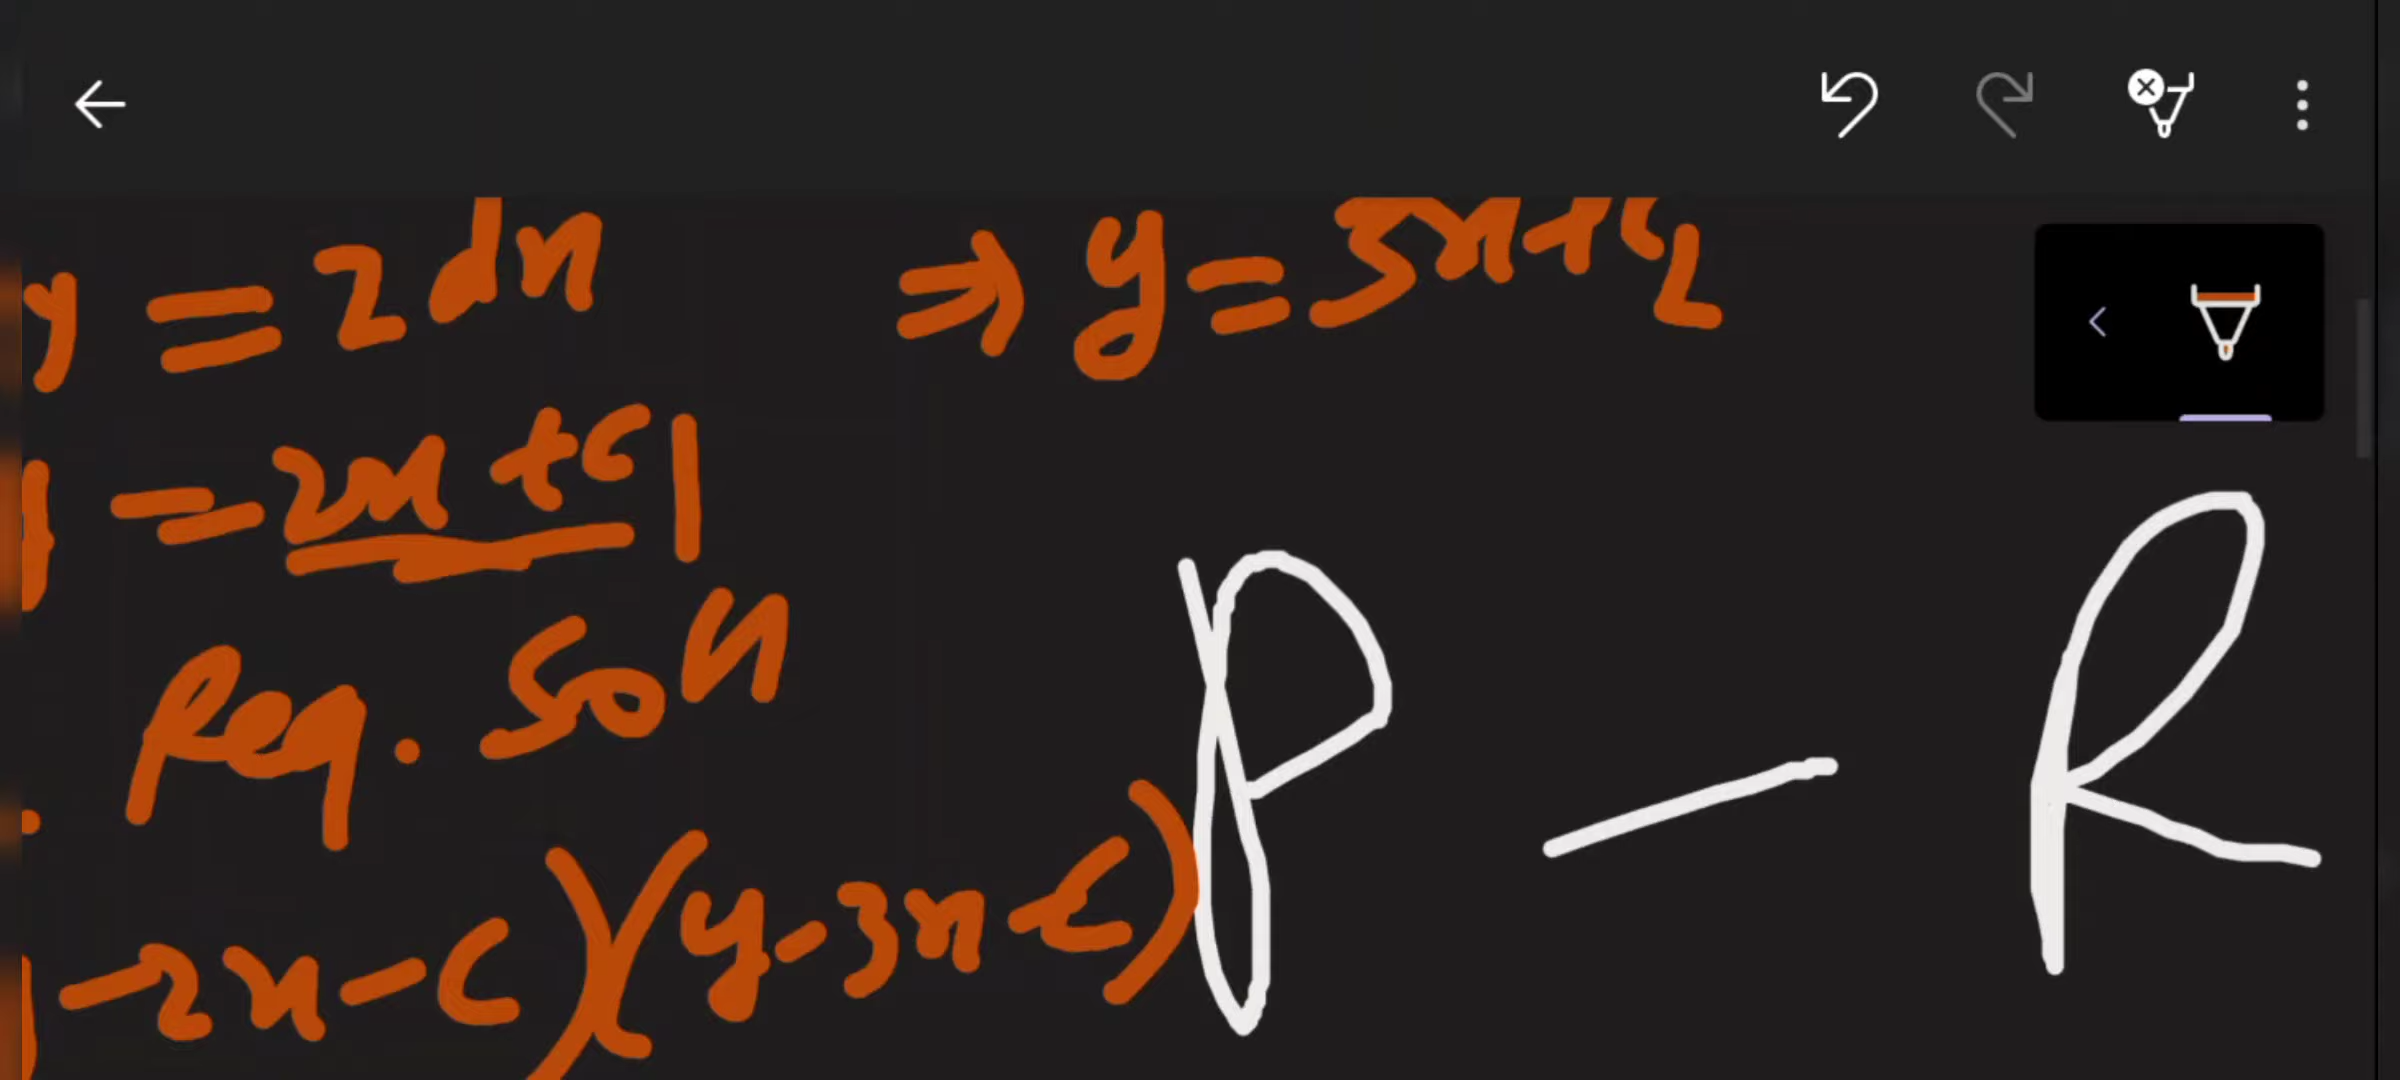 y = 2dx
⇒ y = 3x+c2
y = 2x + c1
Req. Soln
P — R
-2x-c)(y-3x-c)